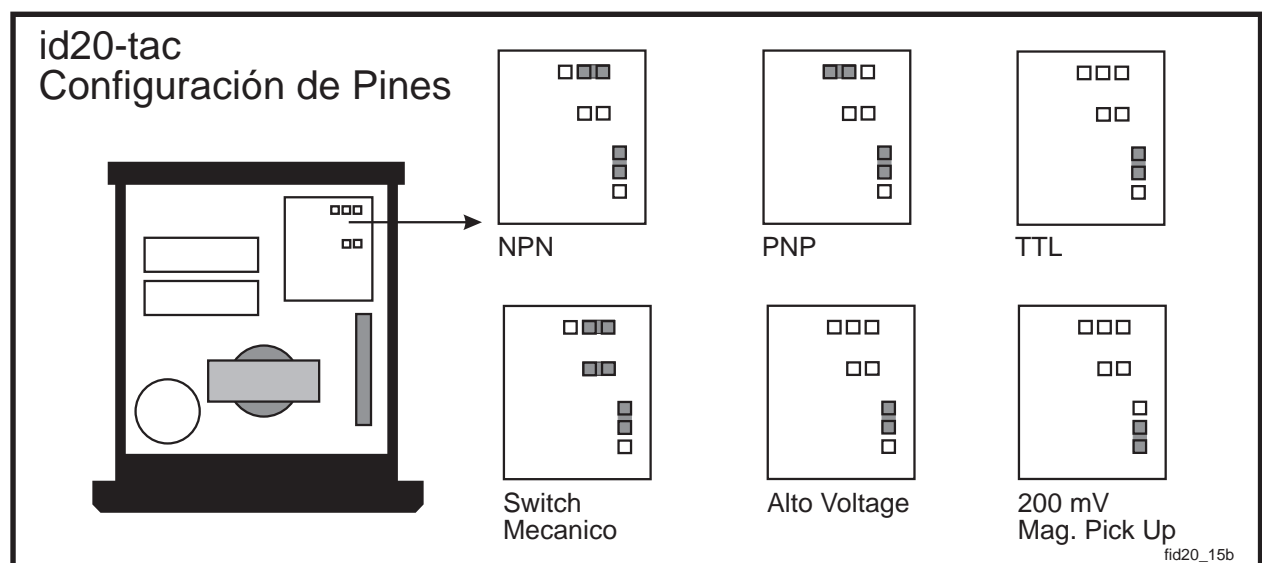 id20-tac
Configuración de Pines
NPN
PNP
TTL
Switch
Mecanico
Alto Voltage
200 mV
Mag. Pick Up
fid20_15b